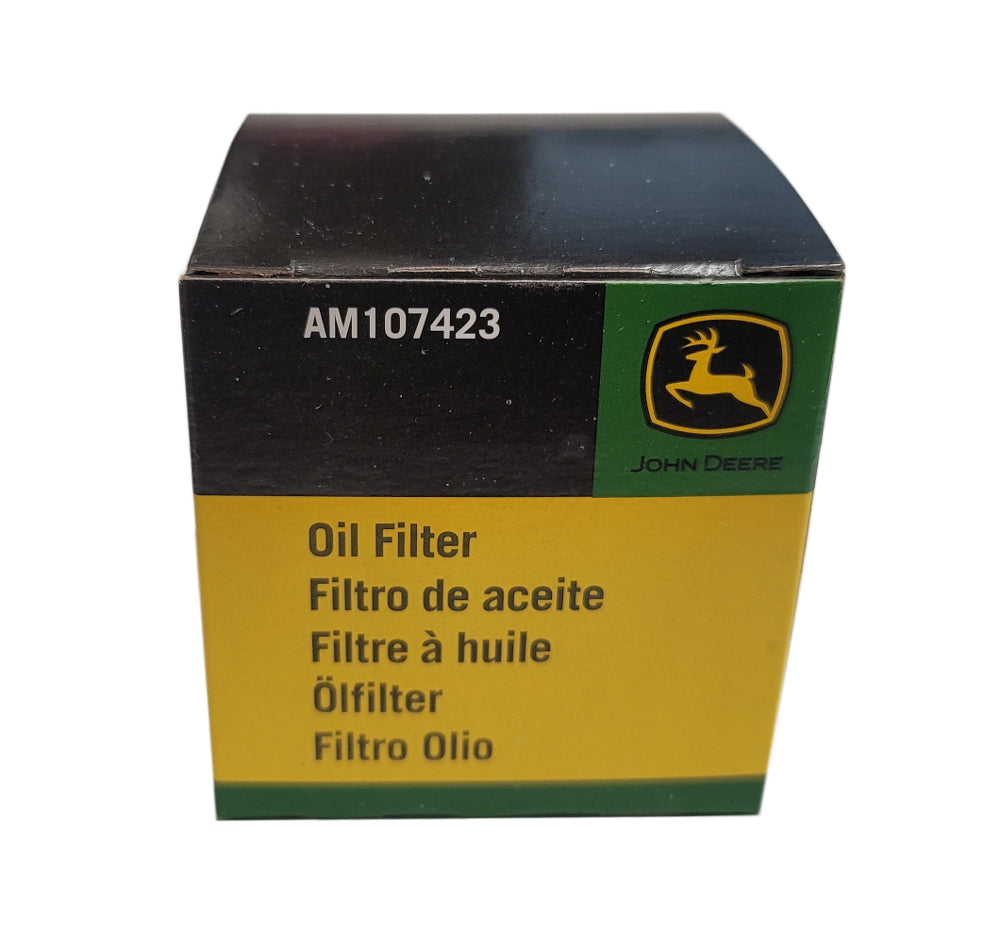 AM107423
JOHN DEERE
Oil Filter
Filtro de aceite
Filtre à huile
Ölfilter
Filtro Olio